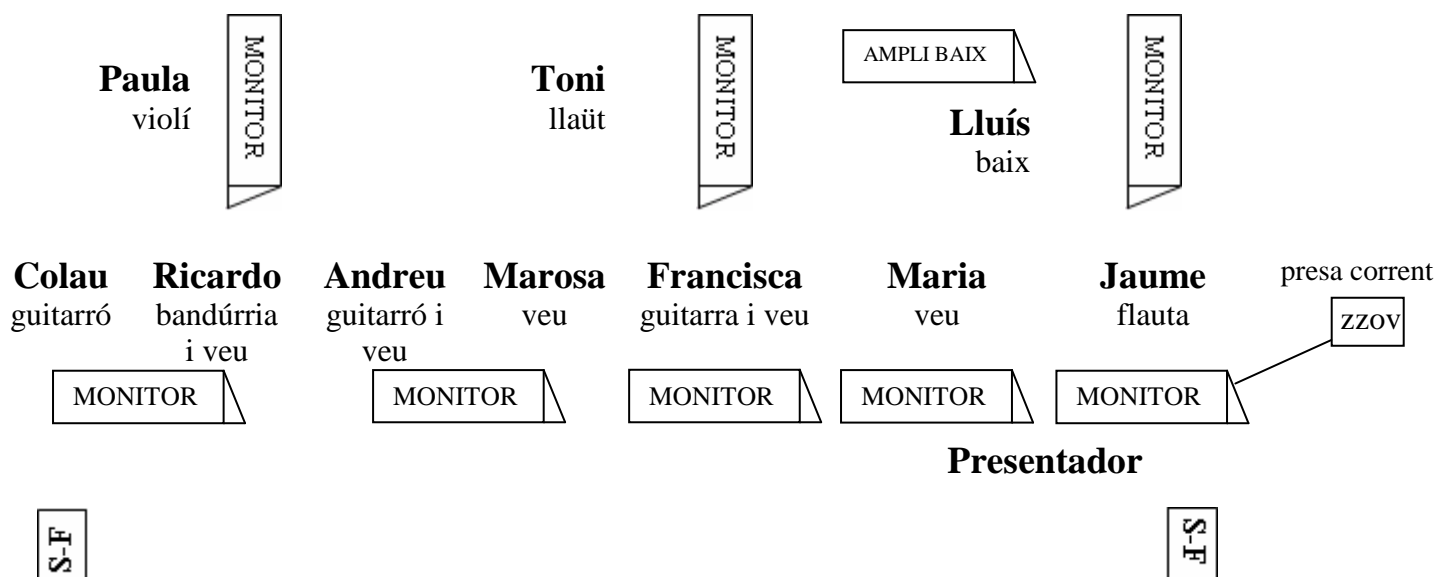 MONITOR
MONITOR
AMPLI BAIX
MONITOR
Paula
violí
Toni
llaüt
Lluís
baix
Colau
guitarró
Ricardo
bandúrria
i veu
Andreu
guitarró i
veu
Marosa
veu
Francisca
guitarra i veu
Maria
veu
Jaume
flauta
presa corrent
ZZOV
MONITOR
MONITOR
MONITOR
MONITOR
MONITOR
Presentador
S-F
S-F